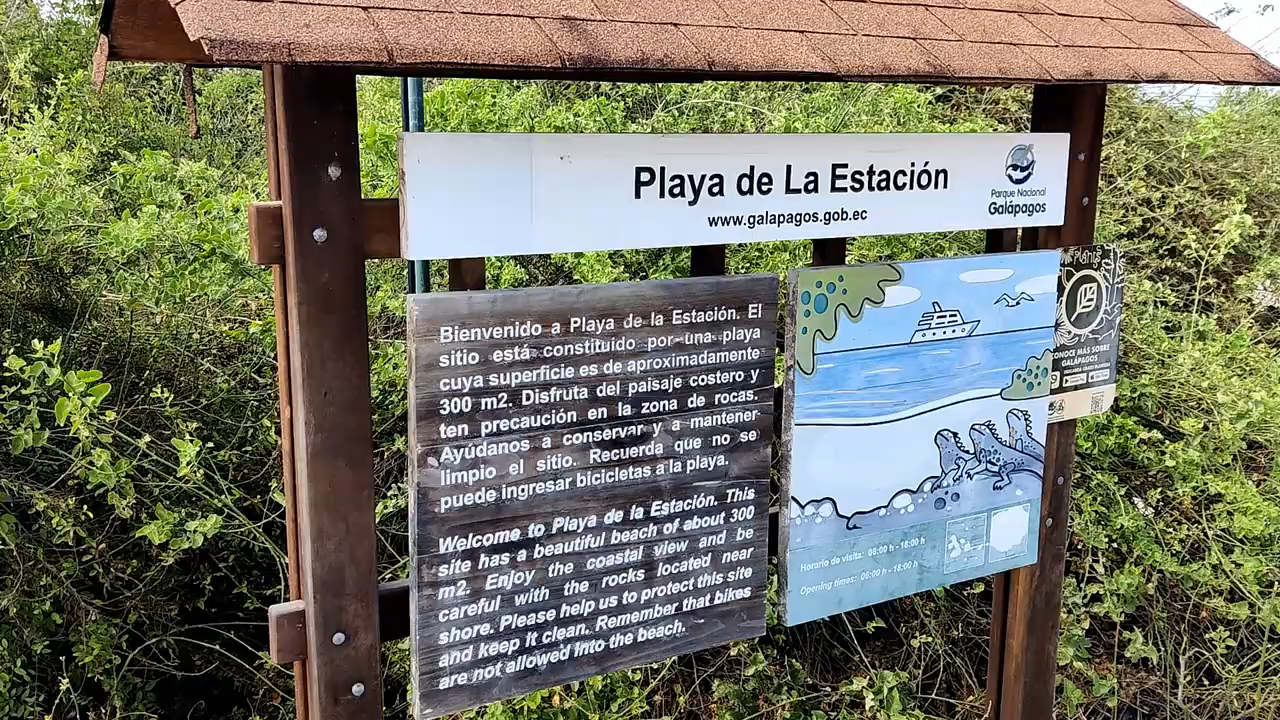 Playa de La Estación
www.galapagos.gob.ec
Parque Nacional
Galápagos
Bienvenido a Playa de la Estación. El
sitio está constituido por una playa
cuya superficie es de aproximadamente
300 m2. Disfruta del paisaje costero y
ten precaución en la zona de rocas.
Ayúdanos a conservar y a mantener
limpio el sitio. Recuerda que no se
puede ingresar bicicletas a la playa.
Welcome to Playa de la Estación. This
site has a beautiful beach of about 300
m2. Enjoy the coastal view and be
careful with the rocks located near
shore. Please help us to protect this site
and keep it clean. Remember that bikes
are not allowed into the beach.
Horario de visita: 06:00 h - 18:00 h
Opening times: 06:00 h - 18:00 h
CONOCE MÁS SOBRE
GALÁPAGOS